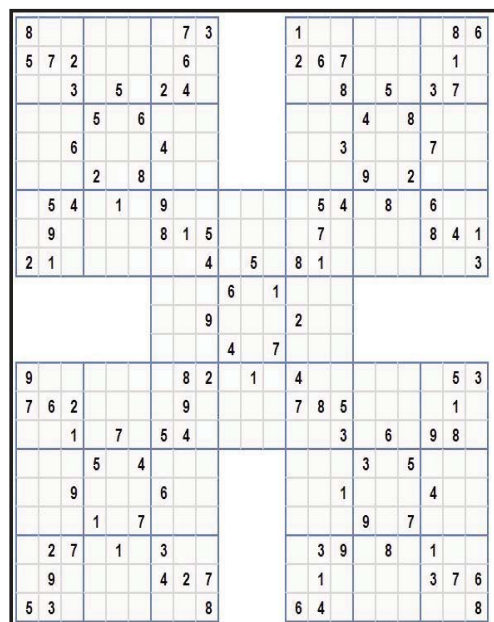 8 7 3 1 8 6
5 7 2 6 2 6 7 1
3 5 2 4 8 5 3 7
5 6 4 8
6 4 3 7
2 8 9 2
5 4 1 9 5 4 8 6
9 8 1 5 7 8 4 1
2 1 4 5 8 1 3
6 1
9 2
4 7
9 8 2 1 4 5 3
7 6 2 9 7 8 5 1
1 7 5 4 3 6 9 8
5 4 3 5
9 6 1 4
1 7 9 7
2 7 1 3 3 9 8 1
9 4 2 7 1 3 7 6
5 3 8 6 4 8